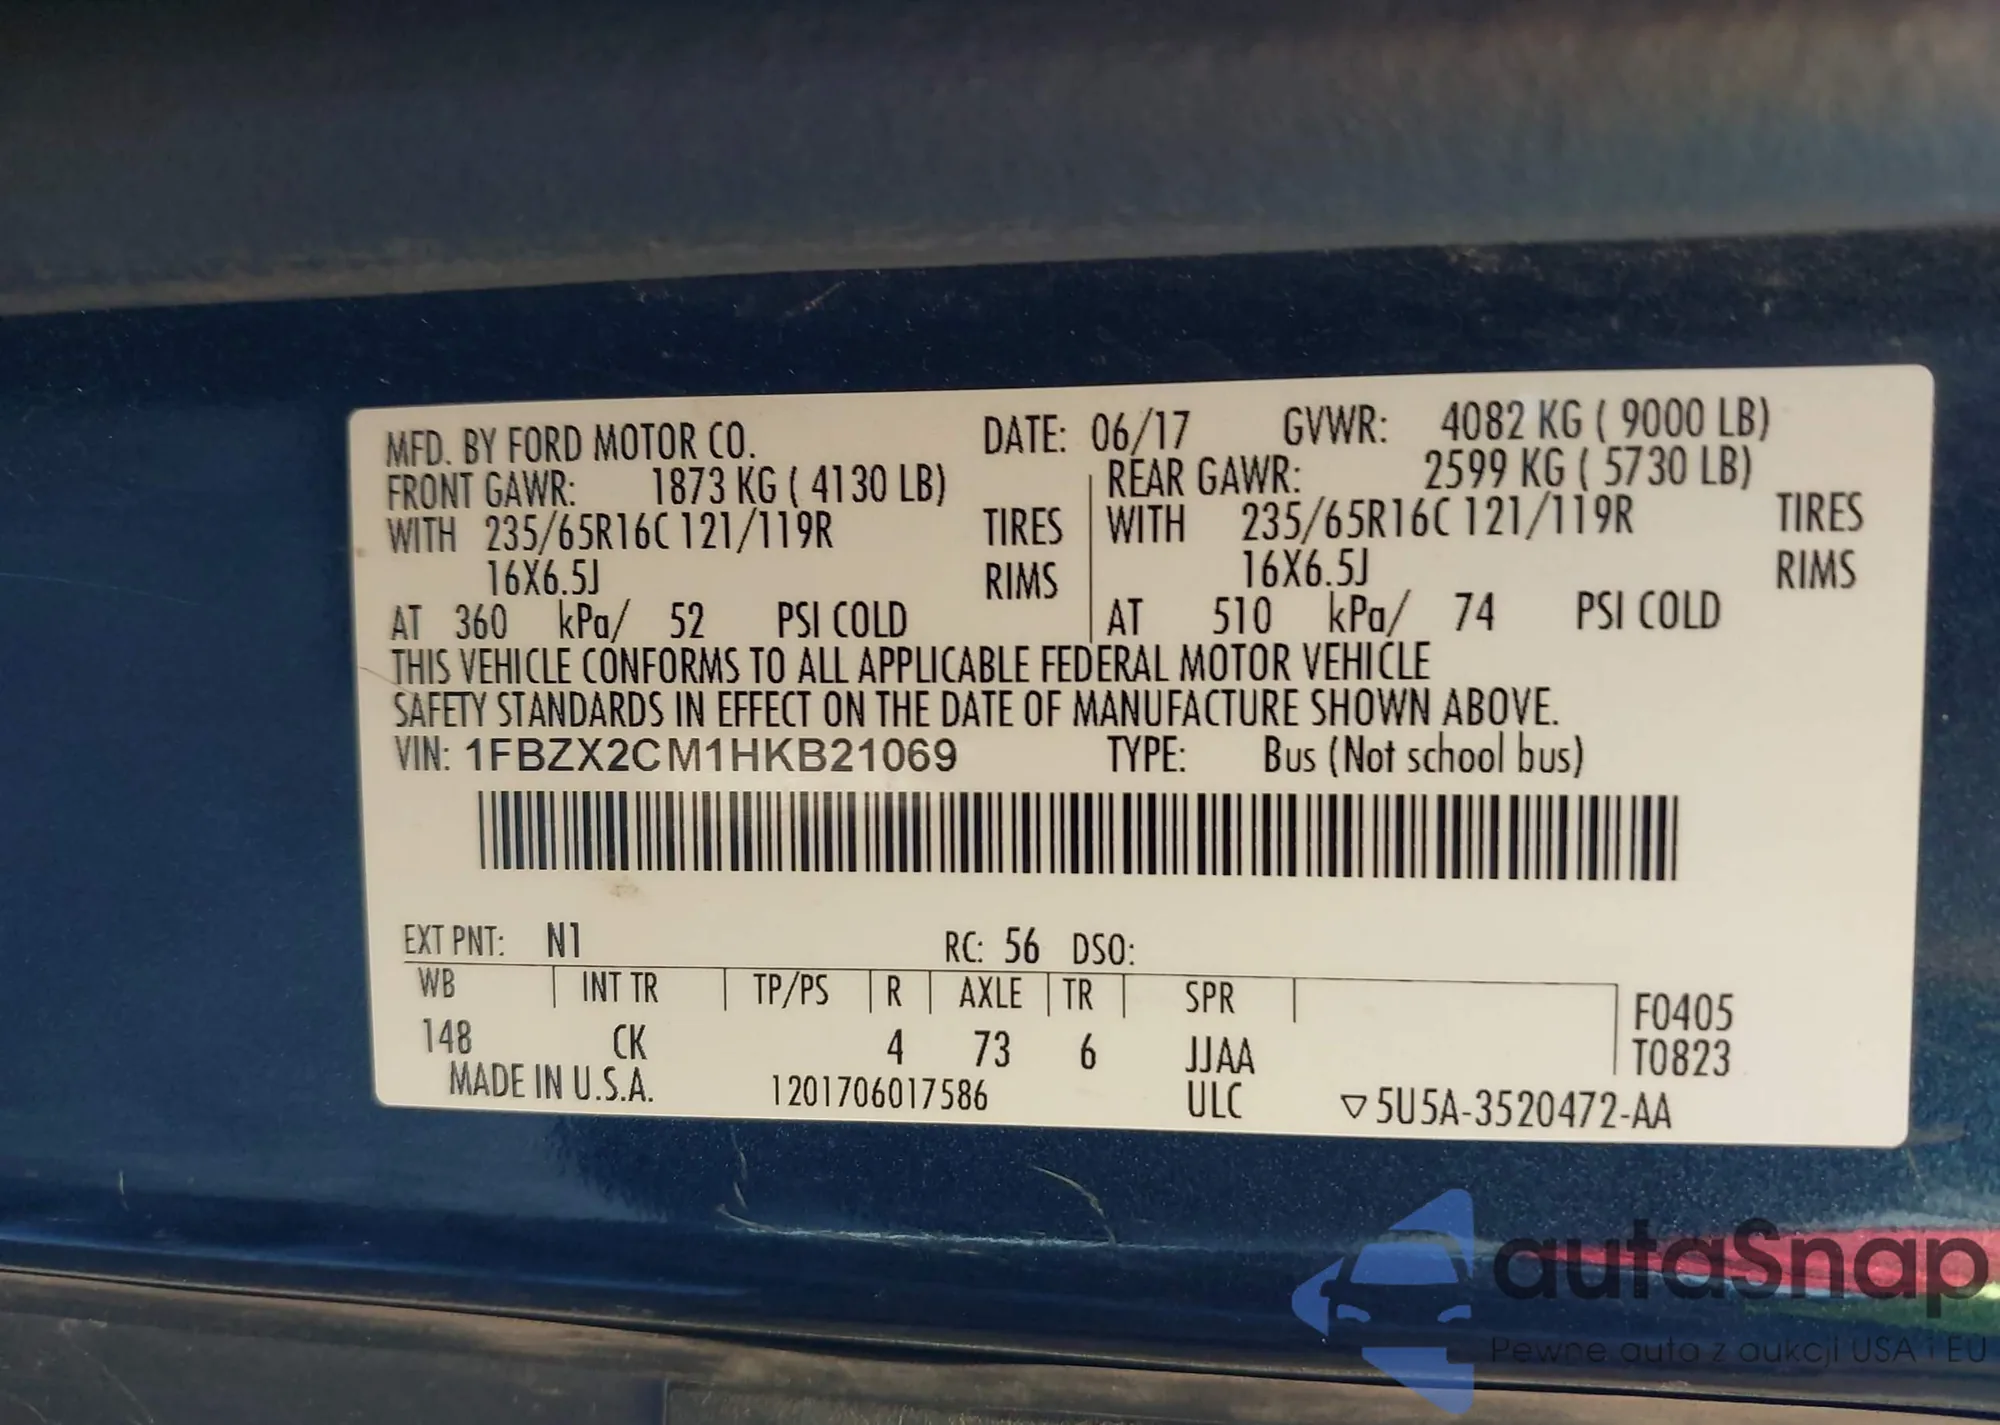 MFD. BY FORD MOTOR CO. DATE: 06/17 GVWR: 4082 KG ( 9000 LB)
FRONT GAWR: 1873 KG ( 4130 LB) REAR GAWR: 2599 KG ( 5730 LB)
WITH 235/65R16C 121/119R TIRES WITH 235/65R16C 121/119R TIRES
16X6.5J RIMS 16X6.5J RIMS
AT 360 kPa/ 52 PSI COLD AT 510 kPa/ 74 PSI COLD
THIS VEHICLE CONFORMS TO ALL APPLICABLE FEDERAL MOTOR VEHICLE
SAFETY STANDARDS IN EFFECT ON THE DATE OF MANUFACTURE SHOWN ABOVE.
VIN: 1FBZX2CM1HKB21069 TYPE: Bus (Not school bus)
EXT PNT: N1 RC: 56 DSO:
WB INT TR TP/PS R AXLE TR SPR
F0405
148 CK 4 73 6 JJAA T0823
MADE IN U.S.A. 1201706017586 ULC ▽5U5A-3520472-AA
autaSnap
Pewne auta z aukcji USA i EU